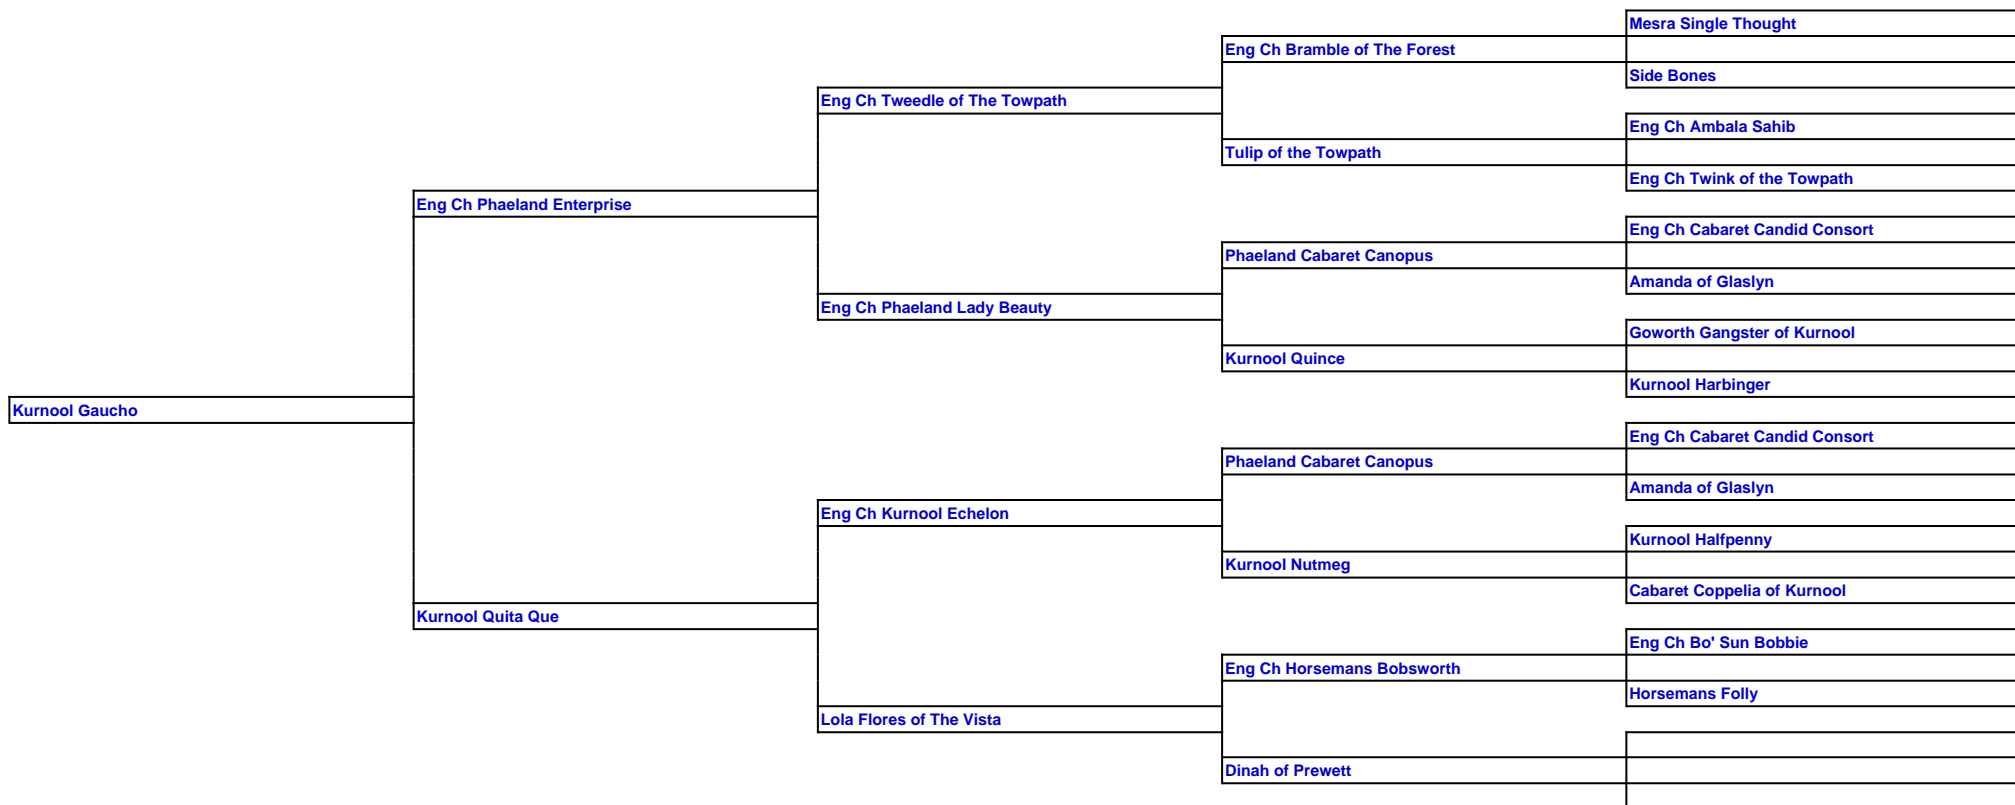 Mesra Single Thought
Eng Ch Bramble of The Forest
Side Bones
Eng Ch Tweedle of The Towpath
Eng Ch Ambala Sahib
Tulip of the Towpath
Eng Ch Twink of the Towpath
Eng Ch Phaeland Enterprise
Eng Ch Cabaret Candid Consort
Phaeland Cabaret Canopus
Amanda of Glaslyn
Eng Ch Phaeland Lady Beauty
Goworth Gangster of Kurnool
Kurnool Quince
Kurnool Harbinger
Kurnool Gaucho
Eng Ch Cabaret Candid Consort
Phaeland Cabaret Canopus
Amanda of Glaslyn
Eng Ch Kurnool Echelon
Kurnool Halfpenny
Kurnool Nutmeg
Cabaret Coppelia of Kurnool
Kurnool Quita Que
Eng Ch Bo' Sun Bobbie
Eng Ch Horsemans Bobsworth
Horsemans Folly
Lola Flores of The Vista
Dinah of Prewett